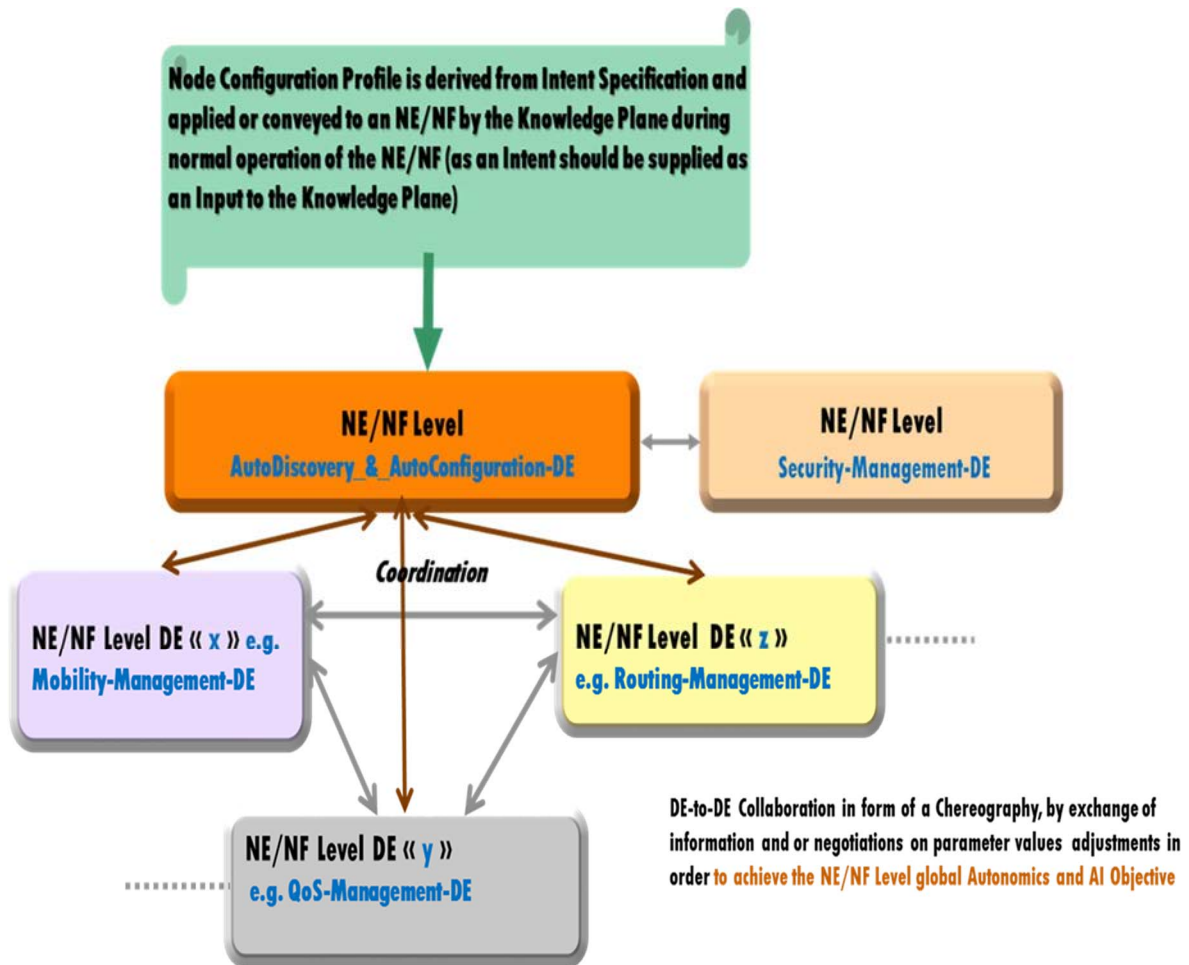 Node Configuration Profile is derived from Intent Specification and
applied or conveyed to an NE/NF by the Knowledge Plane during
normal operation of the NE/NF (as an Intent should be supplied as
an Input to the Knowledge Plane)
NE/NF Level
AutoDiscovery_&_AutoConfiguration-DE
NE/NF Level
Security-Management-DE
Coordination
NE/NF Level DE « x » e.g.
Mobility-Management-DE
NE/NF Level DE « z »
e.g. Routing-Management-DE
NE/NF Level DE « y »
e.g. QoS-Management-DE
DE-to-DE Collaboration in form of a Chereography, by exchange of
information and or negotiations on parameter values adjustments in
order to achieve the NE/NF Level global Autonomics and AI Objective